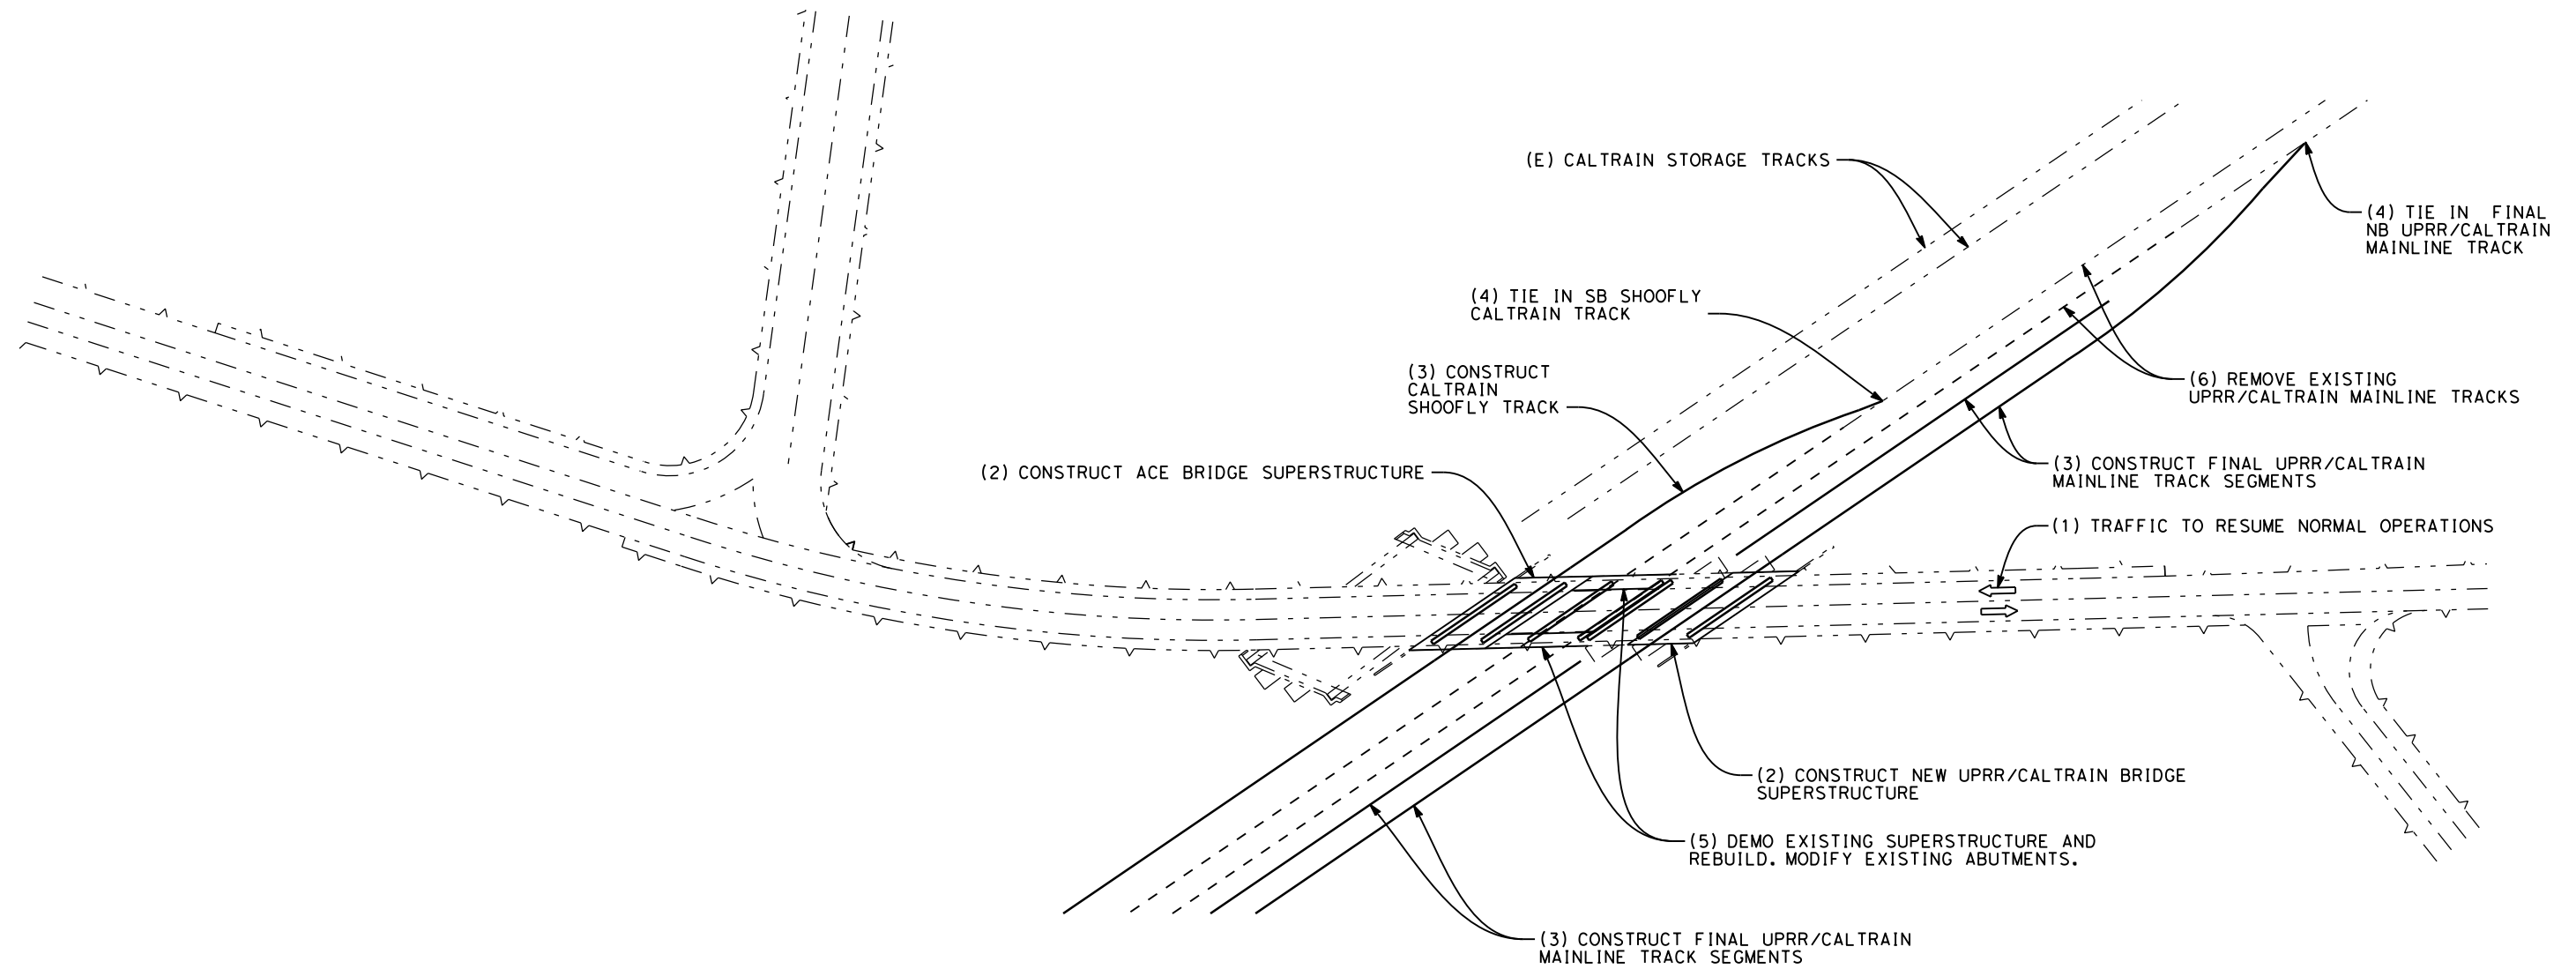 (E) CALTRAIN STORAGE TRACKS
(4) TIE IN FINAL
NB UPRR/CALTRAIN
MAINLINE TRACK
(4) TIE IN SB SHOOFLY
CALTRAIN TRACK
(3) CONSTRUCT
CALTRAIN
SHOOFLY TRACK
(6) REMOVE EXISTING
UPRR/CALTRAIN MAINLINE TRACKS
(2) CONSTRUCT ACE BRIDGE SUPERSTRUCTURE
(3) CONSTRUCT FINAL UPRR/CALTRAIN
MAINLINE TRACK SEGMENTS
(1) TRAFFIC TO RESUME NORMAL OPERATIONS
(2) CONSTRUCT NEW UPRR/CALTRAIN BRIDGE
SUPERSTRUCTURE
(5) DEMO EXISTING SUPERSTRUCTURE AND
REBUILD. MODIFY EXISTING ABUTMENTS.
(3) CONSTRUCT FINAL UPRR/CALTRAIN
MAINLINE TRACK SEGMENTS